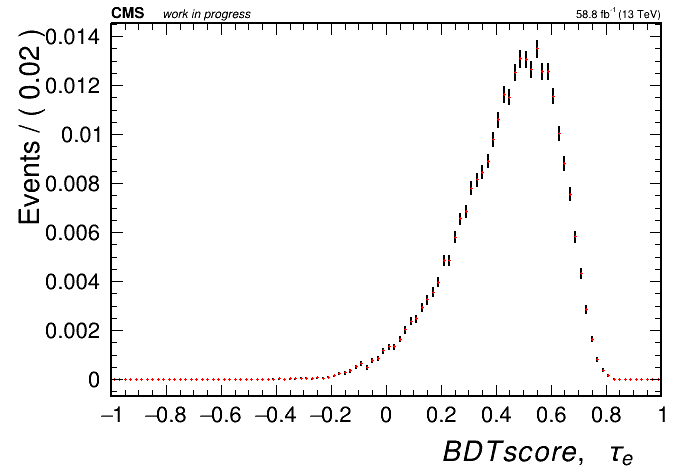 CMS work in progress 58.8 fb⁻¹ (13 TeV)
Events / ( 0.02 )
0.014
0.012
0.01
0.008
0.006
0.004
0.002
0
−1 −0.8 −0.6 −0.4 −0.2 0 0.2 0.4 0.6 0.8 1
BDTscore, τₑ